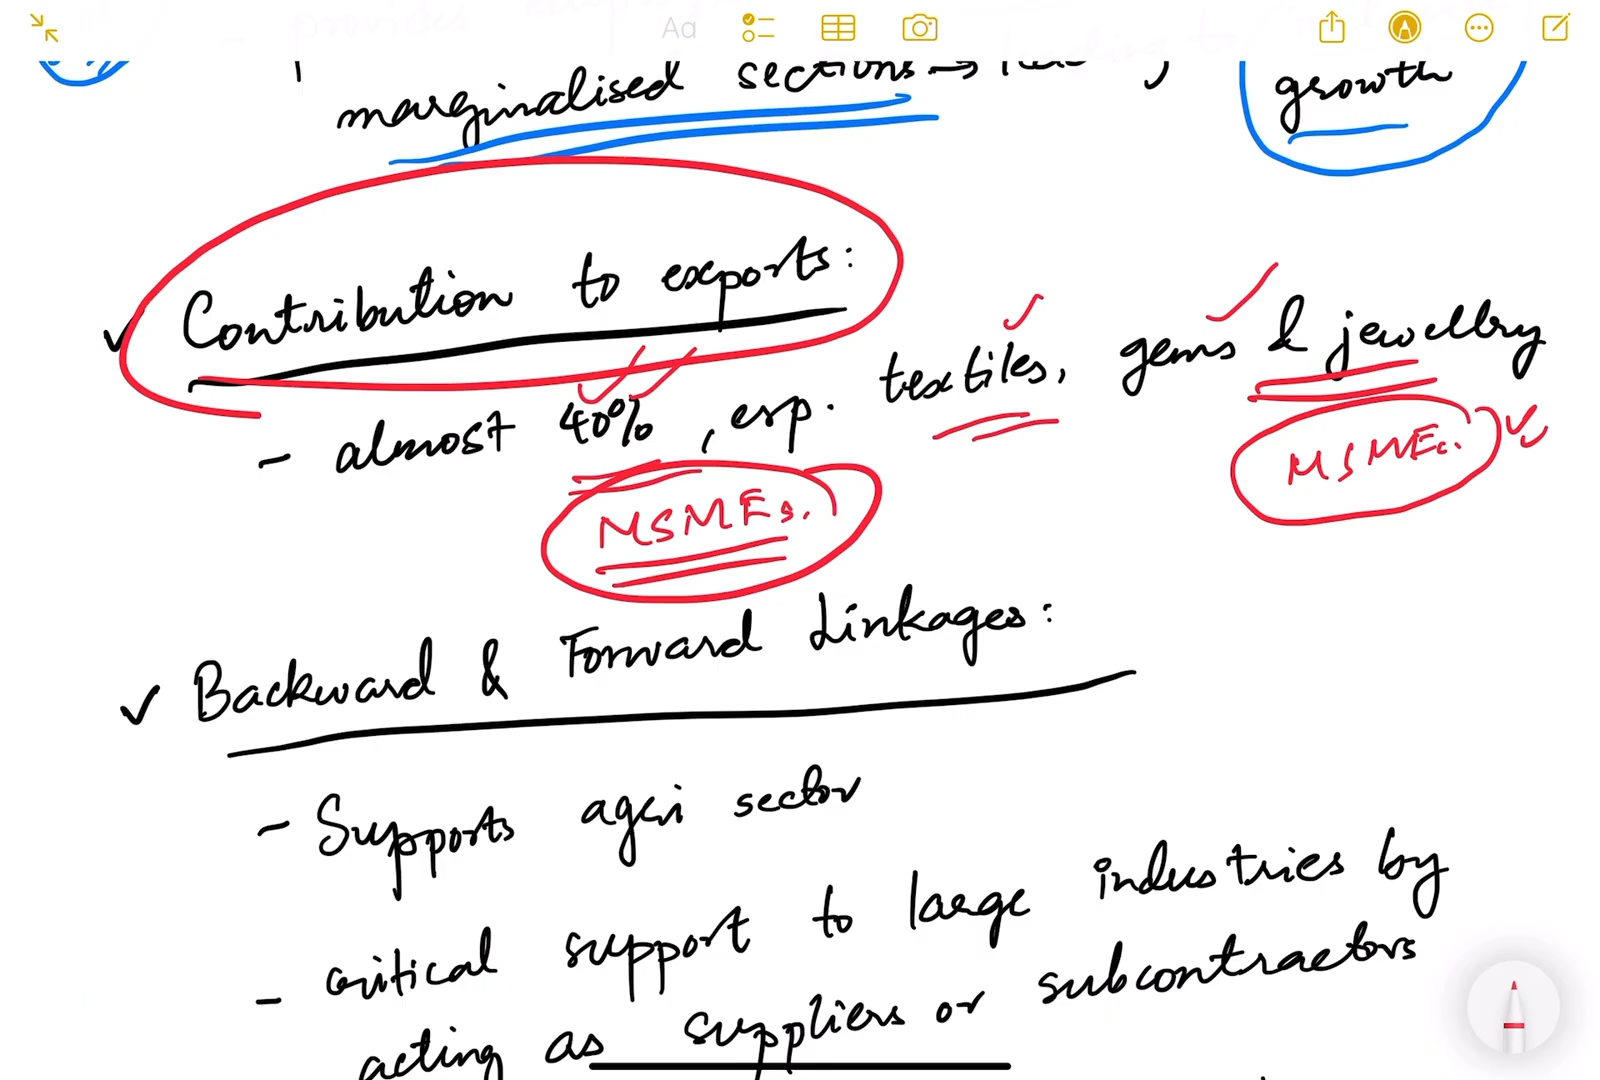 Aa
marginalised sections →
growth
✓ Contribution to exports:
- almost 40%, esp. textiles, gems & jewellery
MSMEs.
MSMEs.
✓ Backward & Forward Linkages:
- Supports agri sector
- critical support to large industries by
acting as suppliers or subcontractors